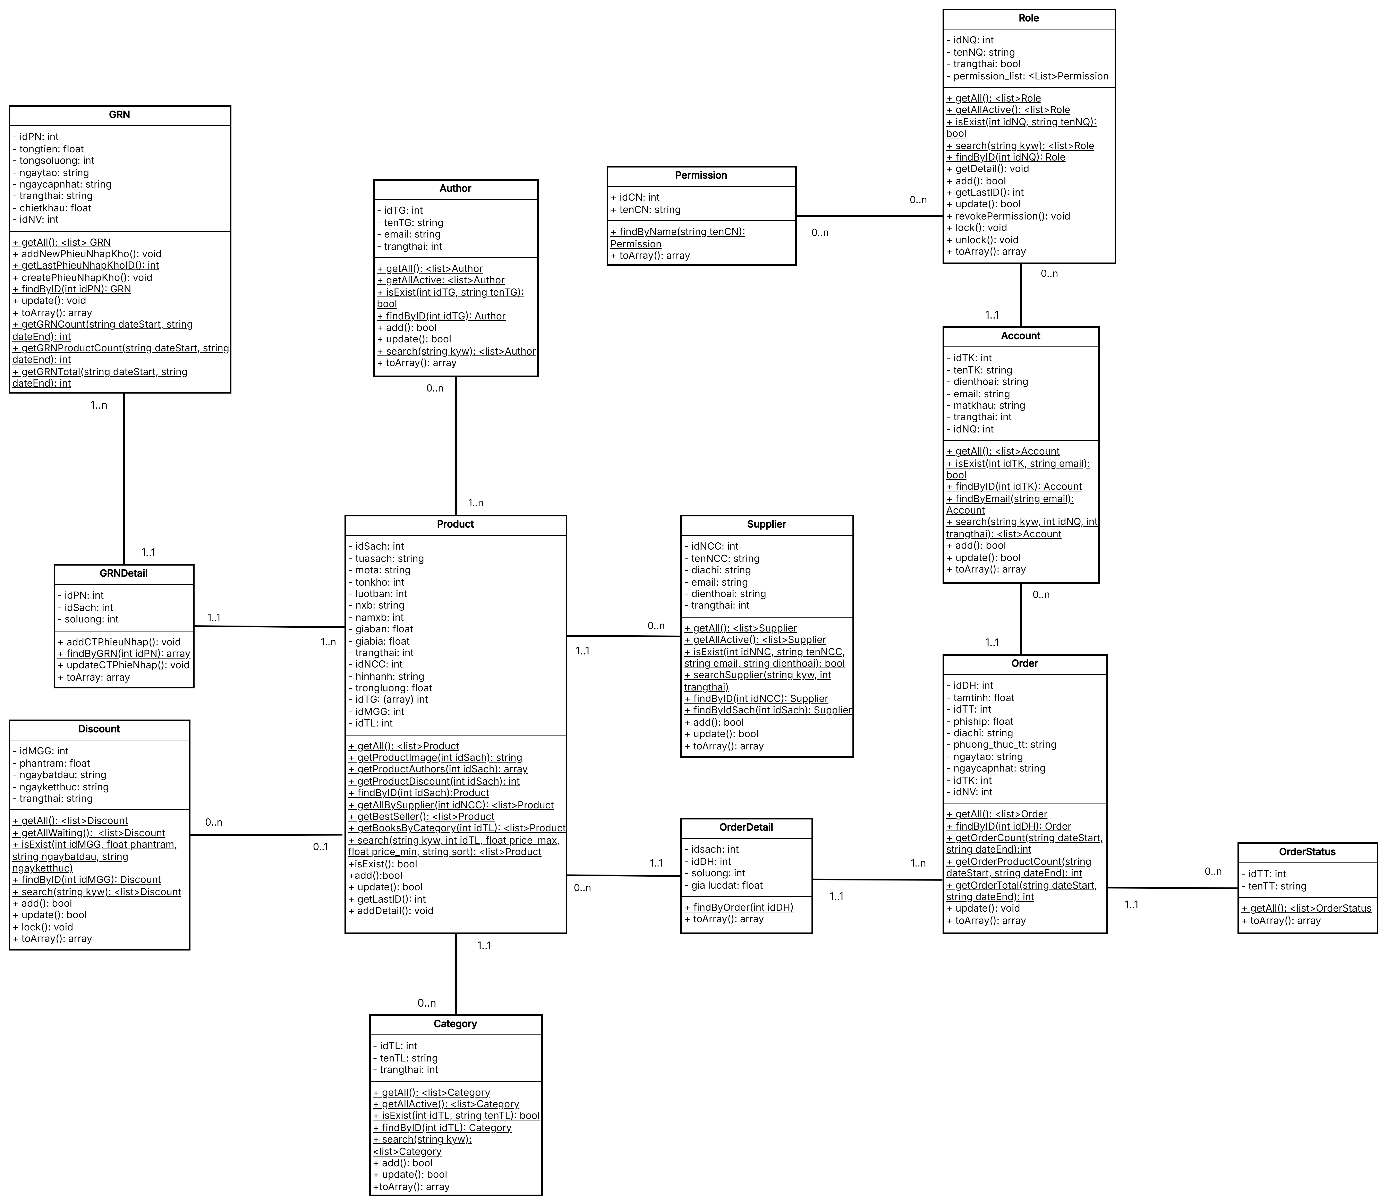 Role
- idNQ: int
- tenNQ: string
- trangthai: bool
- permission_list: <List>Permission
+ getAll(): <list>Role
+ getAllActive(): <list>Role
+ isExist(int idNQ, string tenNQ):
bool
+ search(string kyw): <list>Role
+ findByID(int idNQ): Role
+ getDetail(): void
+ add(): bool
+ getLastID(): int
+ update(): bool
+ revokePermission(): void
+ lock(): void
+ unlock(): void
+ toArray(): array
GRN
- idPN: int
- tongtien: float
- tongsoluong: int
- ngaytao: string
- ngaycapnhat: string
- trangthai: string
- chietkhau: float
- idNV: int
+ getAll(): <list> GRN
+ addNewPhieuNhapKho(): void
+ getLastPhieuNhapKhoID(): int
+ createPhieuNhapKho(): void
+ findByID(int idPN): GRN
+ update(): void
+ toArray(): array
+ getGRNCount(string dateStart, string
dateEnd): int
+ getGRNProductCount(string dateStart, string
dateEnd): int
+ getGRNTotal(string dateStart, string
dateEnd): int
Author
- idTG: int
- tenTG: string
- email: string
- trangthai: int
+ getAll(): <list>Author
+ getAllActive: <list>Author
+ isExist(int idTG, string tenTG):
bool
+ findByID(int idTG): Author
+ add(): bool
+ update(): bool
+ search(string kyw): <list>Author
+ toArray(): array
Permission
+ idCN: int
+ tenCN: string
+ findByName(string tenCN):
Permission
+ toArray(): array
0..n
0..n
0..n
1..1
Account
- idTK: int
- tenTK: string
- dienthoai: string
- email: string
- matkhau: string
- trangthai: int
- idNQ: int
+ getAll(): <list>Account
+ isExist(int idTK, string email):
bool
+ findByID(int idTK): Account
+ findByEmail(string email):
Account
+ search(string kyw, int idNQ, int
trangthai): <list>Account
+ add(): bool
+ update(): bool
+ toArray(): array
0..n
1..1
1..n
1..1
0..n
1..n
GRNDetail
- idPN: int
- idSach: int
- soluong: int
+ addCTPhieuNhap(): void
+ findByGRN(int idPN): array
+ updateCTPhieNhap(): void
+ toArray: array
1..1
1..n
Product
- idSach: int
- tuasach: string
- mota: string
- tonkho: int
- luotban: int
- nxb: string
- namxb: int
- giaban: float
- giabia: float
- trangthai: int
- idNCC: int
- hinhanh: string
- trongluong: float
- idTG: (array) int
- idMGG: int
- idTL: int
+ getAll(): <list>Product
+ getProductImage(int idSach): string
+ getProductAuthors(int idSach): array
+ getProductDiscount(int idSach): int
+ findByID(int idSach):Product
+ getAllBySupplier(int idNCC): <list>Product
+ getBestSeller(): <list>Product
+ getBooksByCategory(int idTL): <list>Product
+ search(string kyw, int idTL, float price_max,
float price_min, string sort): <list>Product
+isExist(): bool
+add():bool
+ update(): bool
+ getLastID(): int
+ addDetail(): void
Supplier
- idNCC: int
- tenNCC: string
- diachi: string
- email: string
- dienthoai: string
- trangthai: int
+ getAll(): <list>Supplier
+ getAllActive(): <list>Supplier
+ isExist(int idNNC, string tenNCC,
string email, string dienthoai): bool
+ searchSupplier(string kyw, int
trangthai)
+ findByID(int idNCC): Supplier
+ findByIdSach(int idSach): Supplier
+ add(): bool
+ update(): bool
+ toArray(): array
0..n
1..1
Order
- idDH: int
- tamtinh: float
- idTT: int
- phiship: float
- diachi: string
- phuong_thuc_tt: string
- ngaytao: string
- ngaycapnhat: string
- idTK: int
- idNV: int
+ getAll(): <list>Order
+ findByID(int idDH): Order
+ getOrderCount(string dateStart,
string dateEnd):int
+ getOrderProductCount(string
dateStart, string dateEnd): int
+ getOrderTotal(string dateStart,
string dateEnd): int
+ update(): void
+ toArray(): array
Discount
- idMGG: int
- phantram: float
- ngaybatdau: string
- ngayketthuc: string
- trangthai: string
+ getAll(): <list>Discount
+ getAllWaiting(): <list>Discount
+ isExist(int idMGG, float phantram,
string ngaybatdau, string
ngayketthuc)
+ findByID(int idMGG): Discount
+ search(string kyw): <list>Discount
+ add(): bool
+ update(): bool
+ lock(): void
+ toArray(): array
0..n
0..1
OrderDetail
- idsach: int
- idDH: int
- soluong: int
- gia lucdat: float
+ findByOrder(int idDH)
+ toArray(): array
1..1
0..n
1..n
1..1
OrderStatus
- idTT: int
- tenTT: string
+ getAll(): <list>OrderStatus
+ toArray(): array
0..n
1..1
1..1
0..n
Category
- idTL: int
- tenTL: string
- trangthai: int
+ getAll(): <list>Category
+ getAllActive(): <list>Category
+ isExist(int idTL, string tenTL): bool
+ findByID(int idTL): Category
+ search(string kyw):
<list>Category
+ add(): bool
+ update(): bool
+toArray(): array